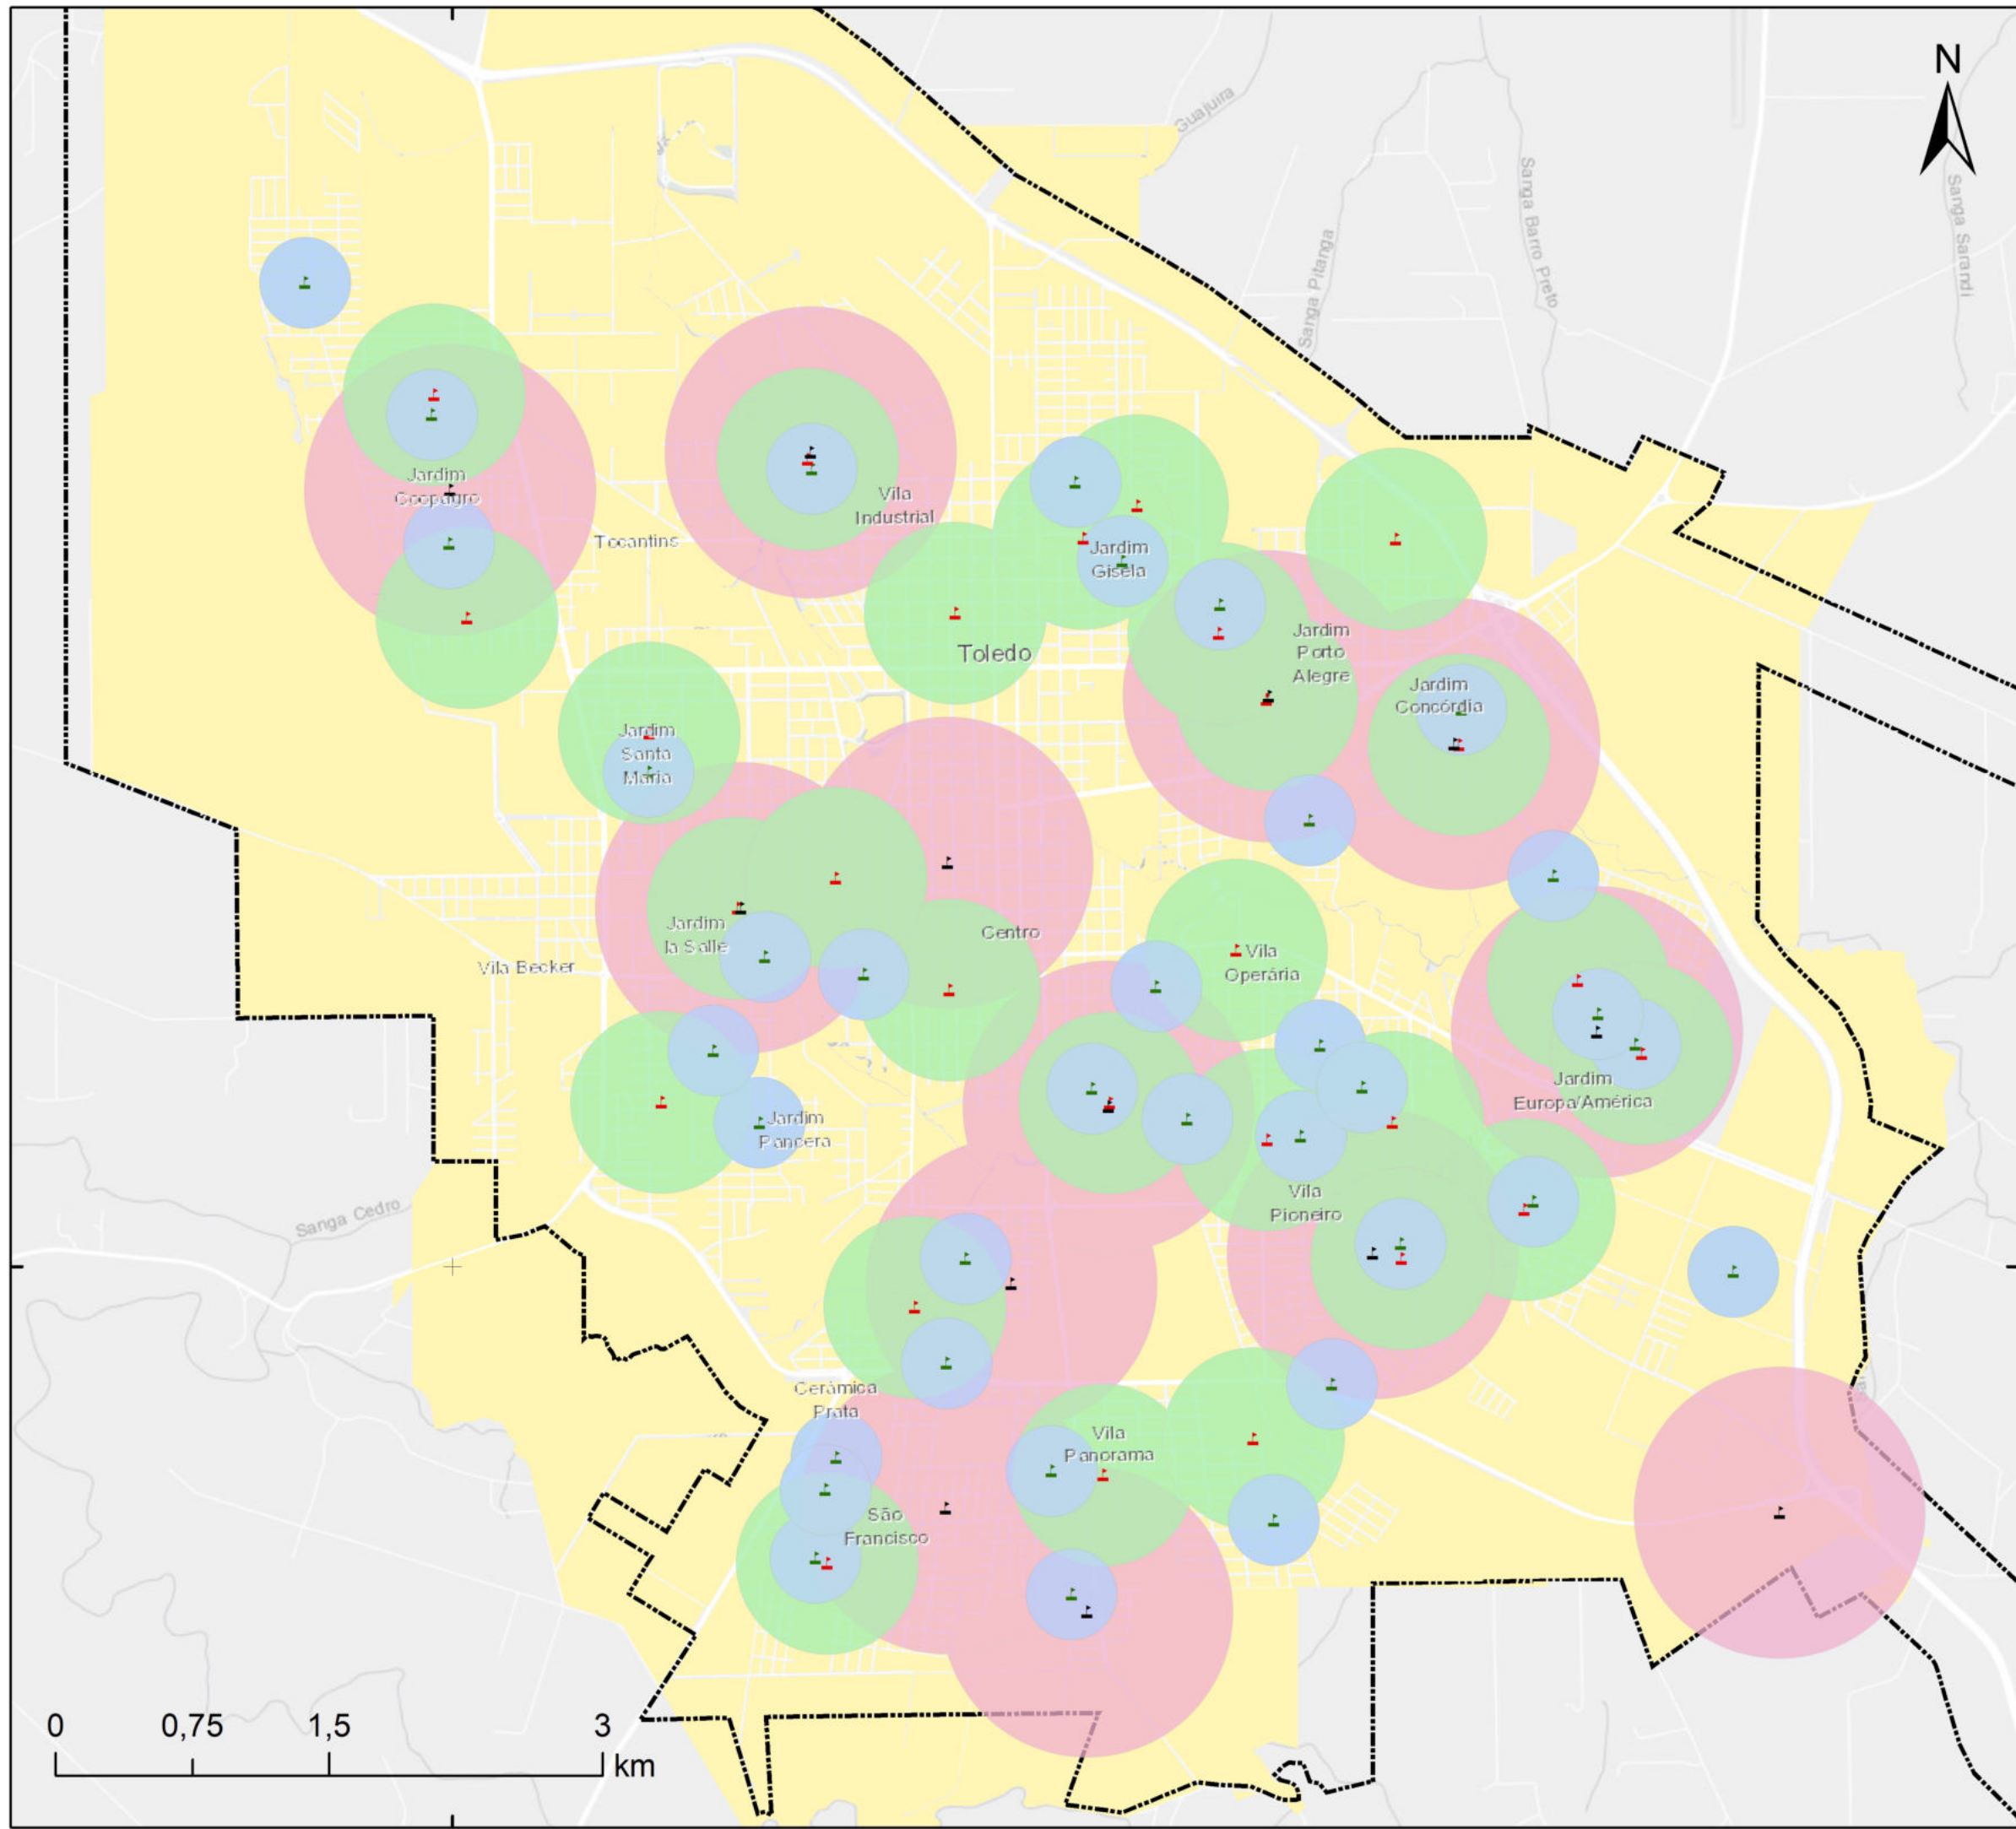 N
Guajuira
Sanga Barro Preto
Sanga Sarandi
Sanga Pitanga
Jardim
Coopagro
Vila
Industrial
Tocantins
Jardim
Gisela
Toledo
Jardim
Porto
Alegre
Jardim
Concórdia
Jardim
Santa
Maria
Jardim
la Salle
Centro
Vila
Operária
Vila Becker
Jardim
Europa/América
Jardim
Pancera
Vila
Pioneiro
Sanga Cedro
Cerâmica
Prata
Vila
Panorama
São
Francisco
0 0,75 1,5 3
km